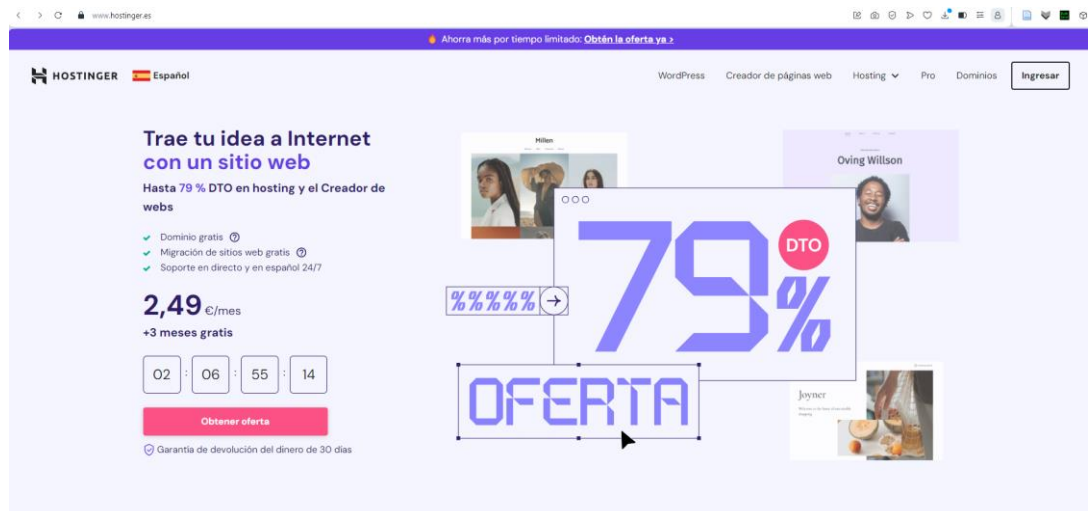 www.hostinger.es
Ahorra más por tiempo limitado: Obtén la oferta ya >
HOSTINGER
Español
WordPress
Creador de páginas web
Hosting
Pro
Dominios
Ingresar
Trae tu idea a Internet
con un sitio web
Hasta 79 % DTO en hosting y el Creador de
webs
Dominio gratis
Migración de sitios web gratis
Soporte en directo y en español 24/7
2,49 €/mes
+3 meses gratis
02 : 06 : 55 : 14
Obtener oferta
Garantía de devolución del dinero de 30 días
Millen
Oving Willson
%%%%%
79%
DTO
OFERTA
Joyner